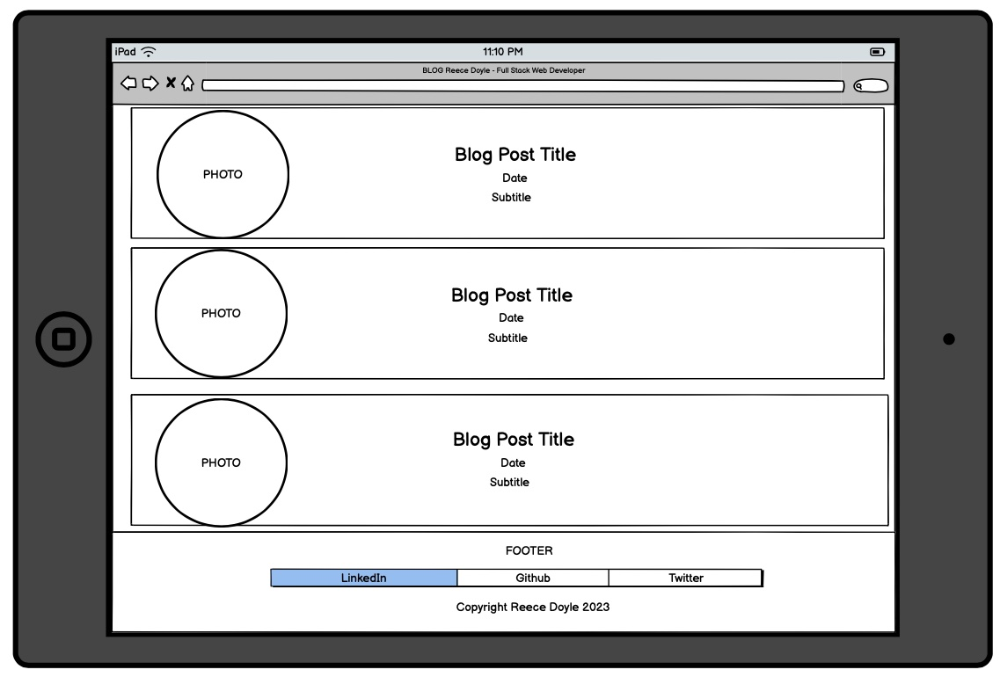 iPad 11:10 PM
BLOG Reece Doyle - Full Stack Web Developer
PHOTO
Blog Post Title
Date
Subtitle
PHOTO
Blog Post Title
Date
Subtitle
PHOTO
Blog Post Title
Date
Subtitle
FOOTER
LinkedIn Github Twitter
Copyright Reece Doyle 2023